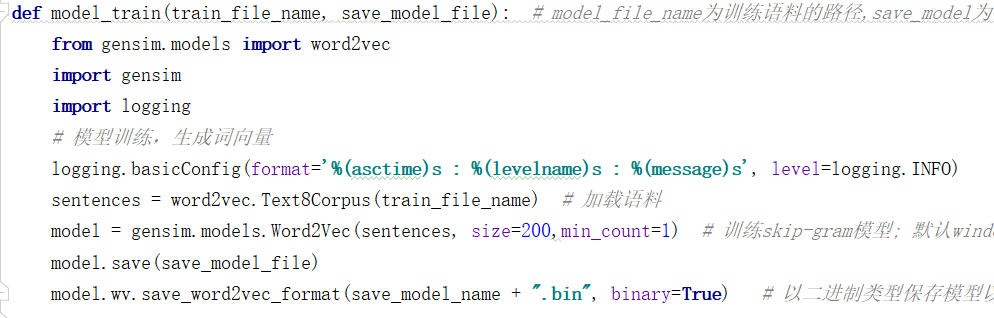 def model_train(train_file_name, save_model_file):  # model_file_name为训练语料的路径,save_model为
    from gensim.models import word2vec
    import gensim
    import logging
    # 模型训练，生成词向量
    logging.basicConfig(format='%(asctime)s : %(levelname)s : %(message)s', level=logging.INFO)
    sentences = word2vec.Text8Corpus(train_file_name)  # 加载语料
    model = gensim.models.Word2Vec(sentences, size=200,min_count=1)  # 训练skip-gram模型; 默认wind
    model.save(save_model_file)
    model.wv.save_word2vec_format(save_model_name + ".bin", binary=True)   # 以二进制类型保存模型以